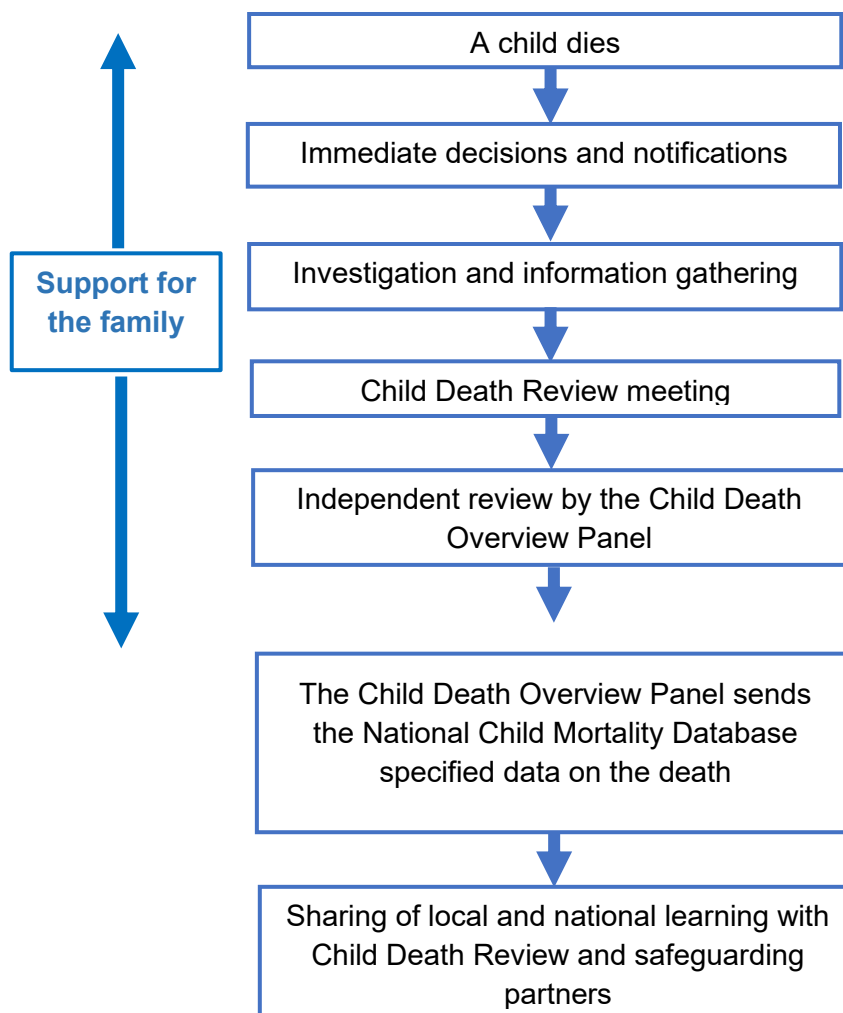 A child dies
Immediate decisions and notifications
Support for
the family
Investigation and information gathering
Child Death Review meeting
Independent review by the Child Death
Overview Panel
The Child Death Overview Panel sends
the National Child Mortality Database
specified data on the death
Sharing of local and national learning with
Child Death Review and safeguarding
partners